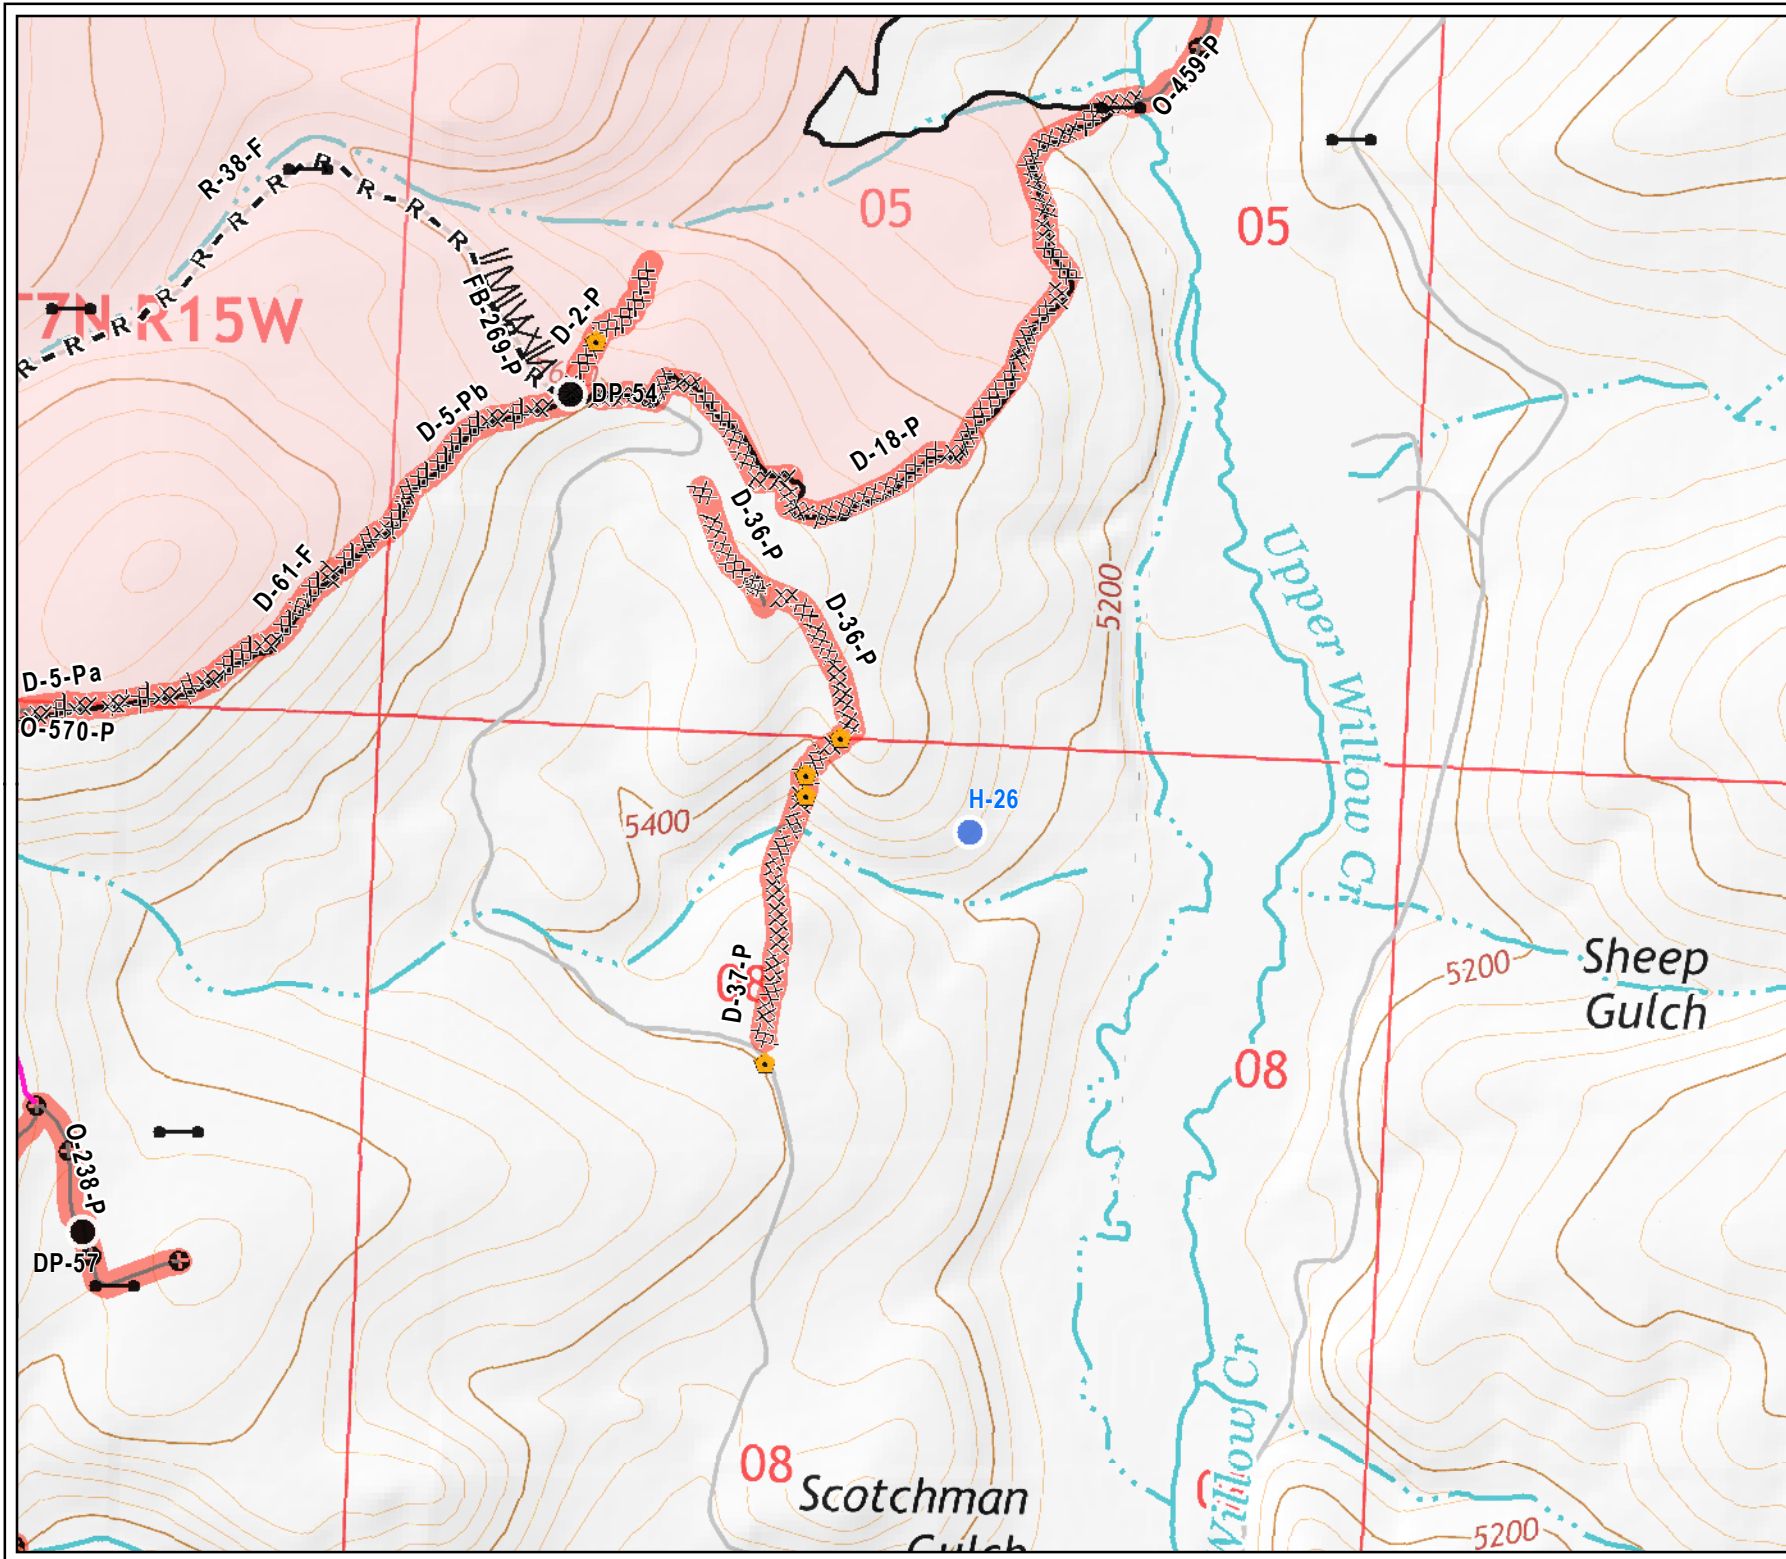 O-459-P
R-38-F
05
05
7N R15W
FB-269-P
D-2-P
DP-54
D-5-Pb
D-18-P
D-36-P
D-61-F
D-36-P
5200
Upper Willow Cr
D-5-Pa
O-570-P
H-26
5400
Sheep
Gulch
5200
D-37-P
08
08
O-238-P
DP-57
08
Scotchman
Gulch
Willow Cr
5200
R
R
R
R
R
R
R
R
R
R
R
R